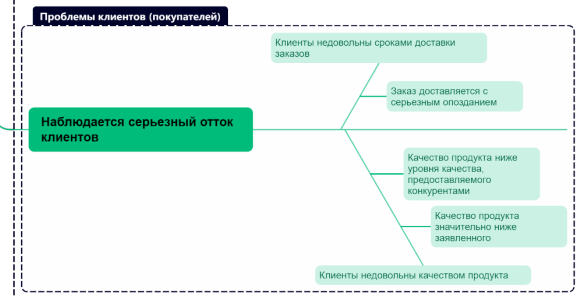 Проблемы клиентов (покупателей)
Клиенты недовольны сроками доставки
заказов
Заказ доставляется с
серьезным опозданием
Наблюдается серьезный отток
клиентов
Качество продукта ниже
уровня качества,
предоставляемого
конкурентами
Качество продукта
значительно ниже
заявленного
Клиенты недовольны качеством продукта